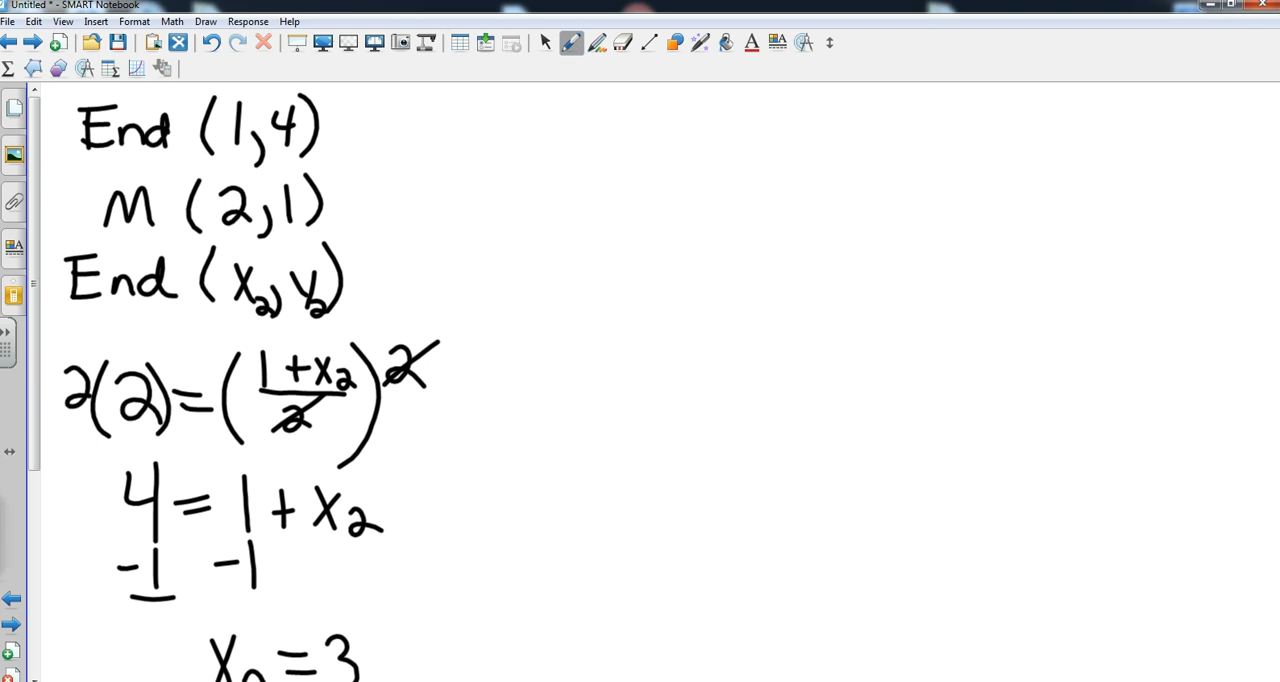 Untitled * - SMART Notebook
File Edit View Insert Format Math Draw Response Help
End (1,4)
M (2,1)
End (x₂, y₂)
2(2) = ((1+x₂)/2) 2
4 = 1 + x₂
-1 -1
x₂ = 3